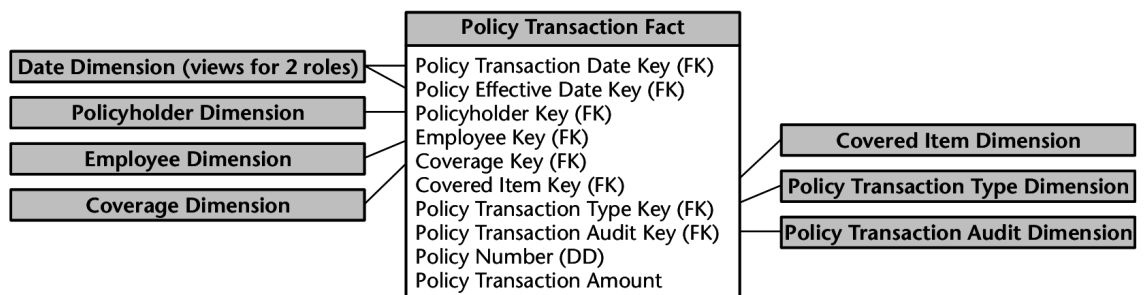 Policy Transaction Fact
Date Dimension (views for 2 roles)
Policyholder Dimension
Employee Dimension
Coverage Dimension
Policy Transaction Date Key (FK)
Policy Effective Date Key (FK)
Policyholder Key (FK)
Employee Key (FK)
Coverage Key (FK)
Covered Item Key (FK)
Policy Transaction Type Key (FK)
Policy Transaction Audit Key (FK)
Policy Number (DD)
Policy Transaction Amount
Covered Item Dimension
Policy Transaction Type Dimension
Policy Transaction Audit Dimension